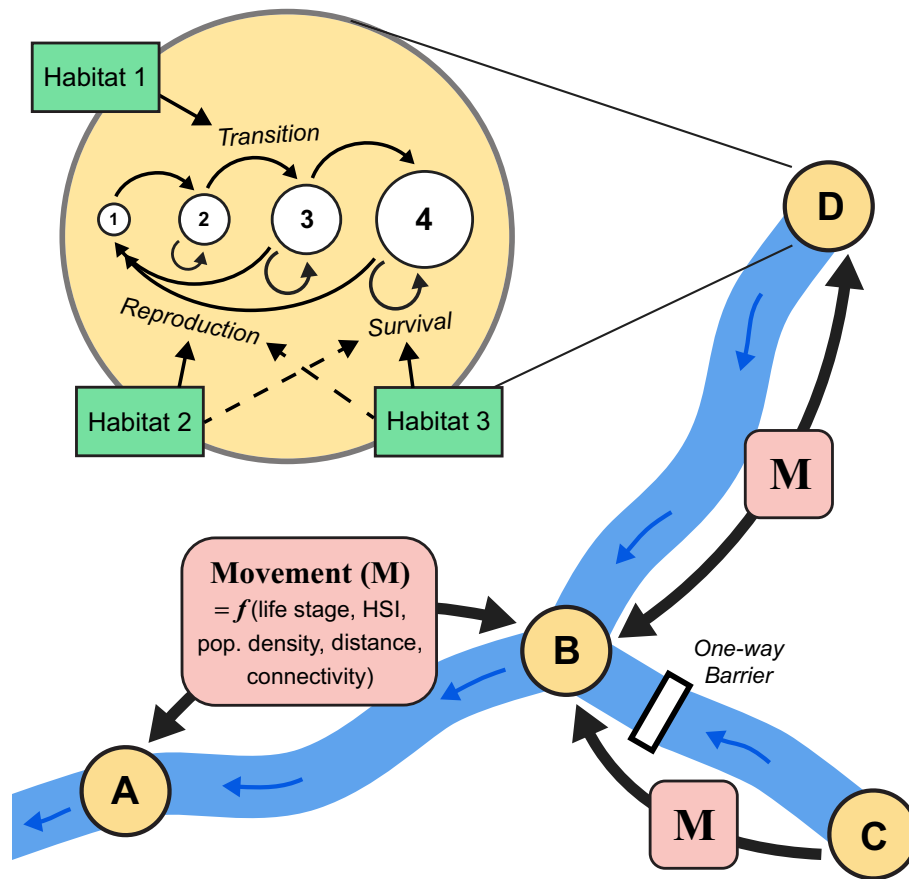 Habitat 1
Transition
1
2
3
4
Reproduction
Survival
Habitat 2
Habitat 3
D
M
Movement (M)
= f(life stage, HSI,
pop. density, distance,
connectivity)
B
One-way
Barrier
A
M
C